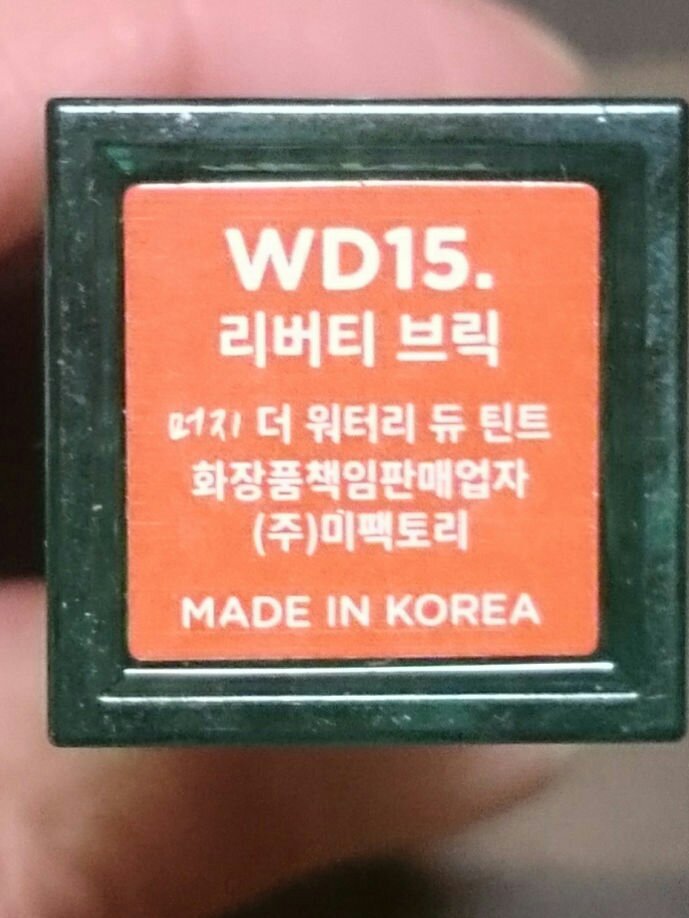 WD15.
리버티 브릭
머지 더 워터리 듀 틴트
화장품책임판매업자
(주)미팩토리
MADE IN KOREA